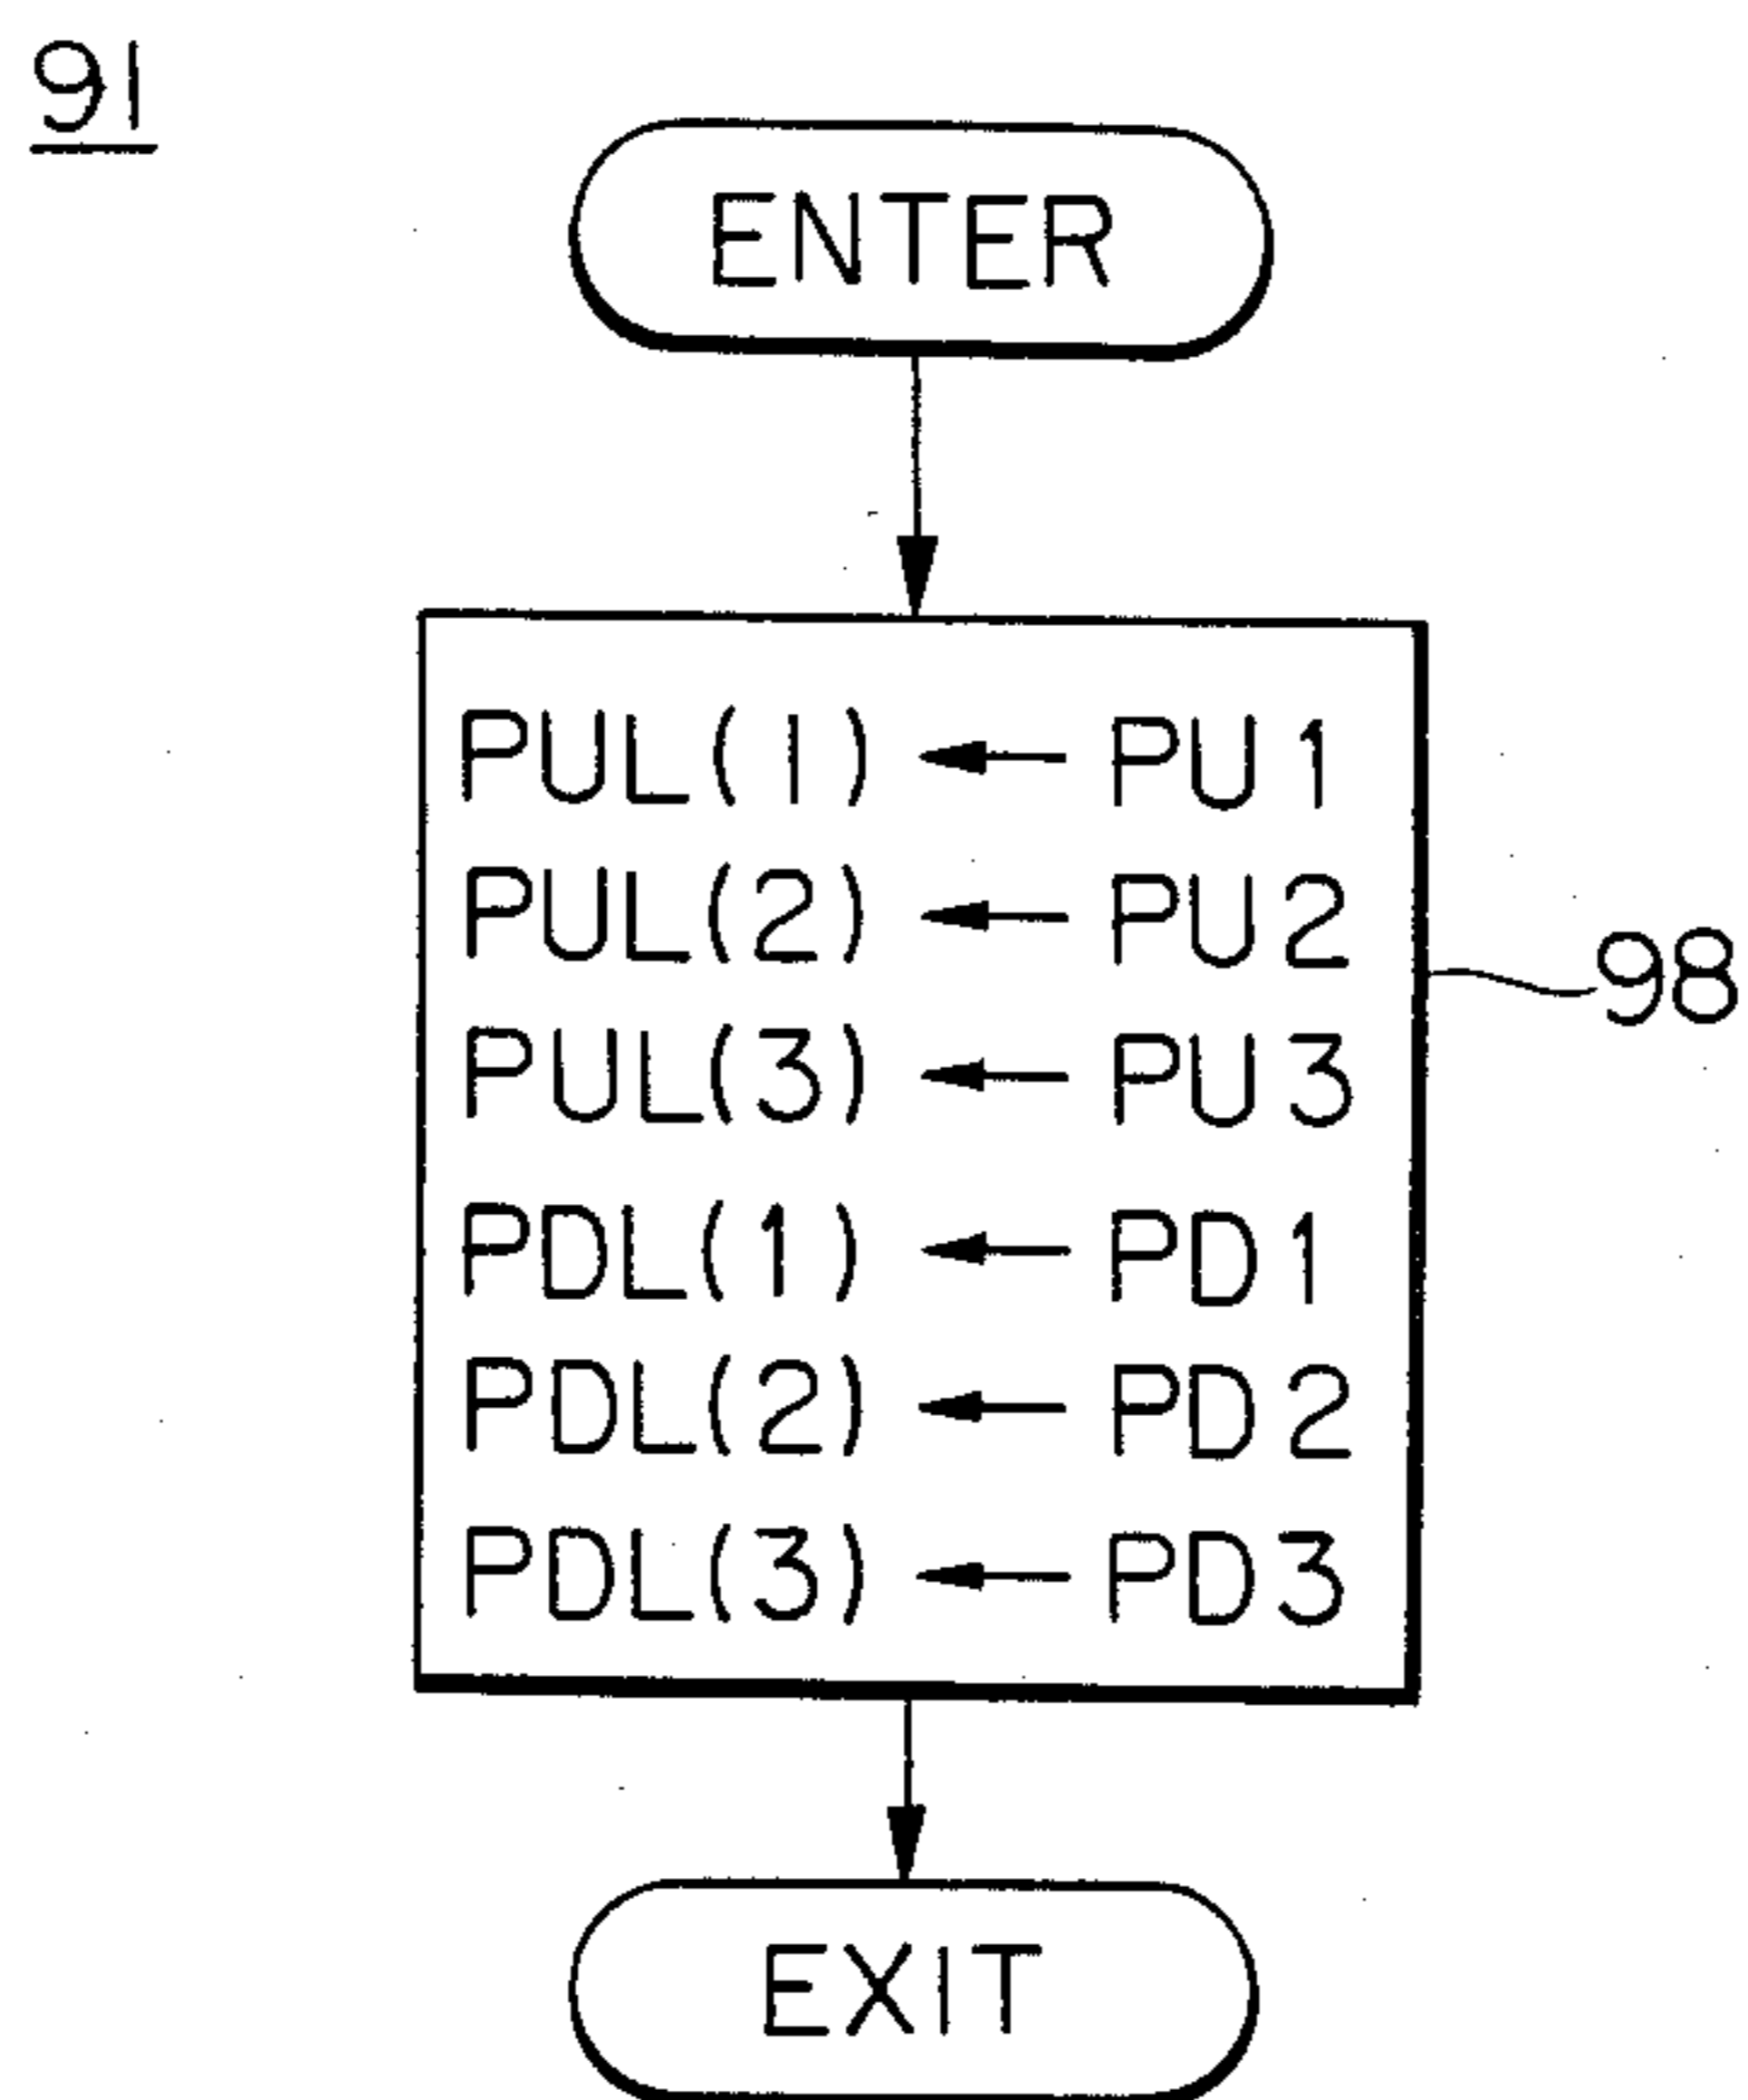 91
ENTER
PUL(1) ← PU1
PUL(2) ← PU2
PUL(3) ← PU3
PDL(1) ← PD1
PDL(2) ← PD2
PDL(3) ← PD3
98
EXIT